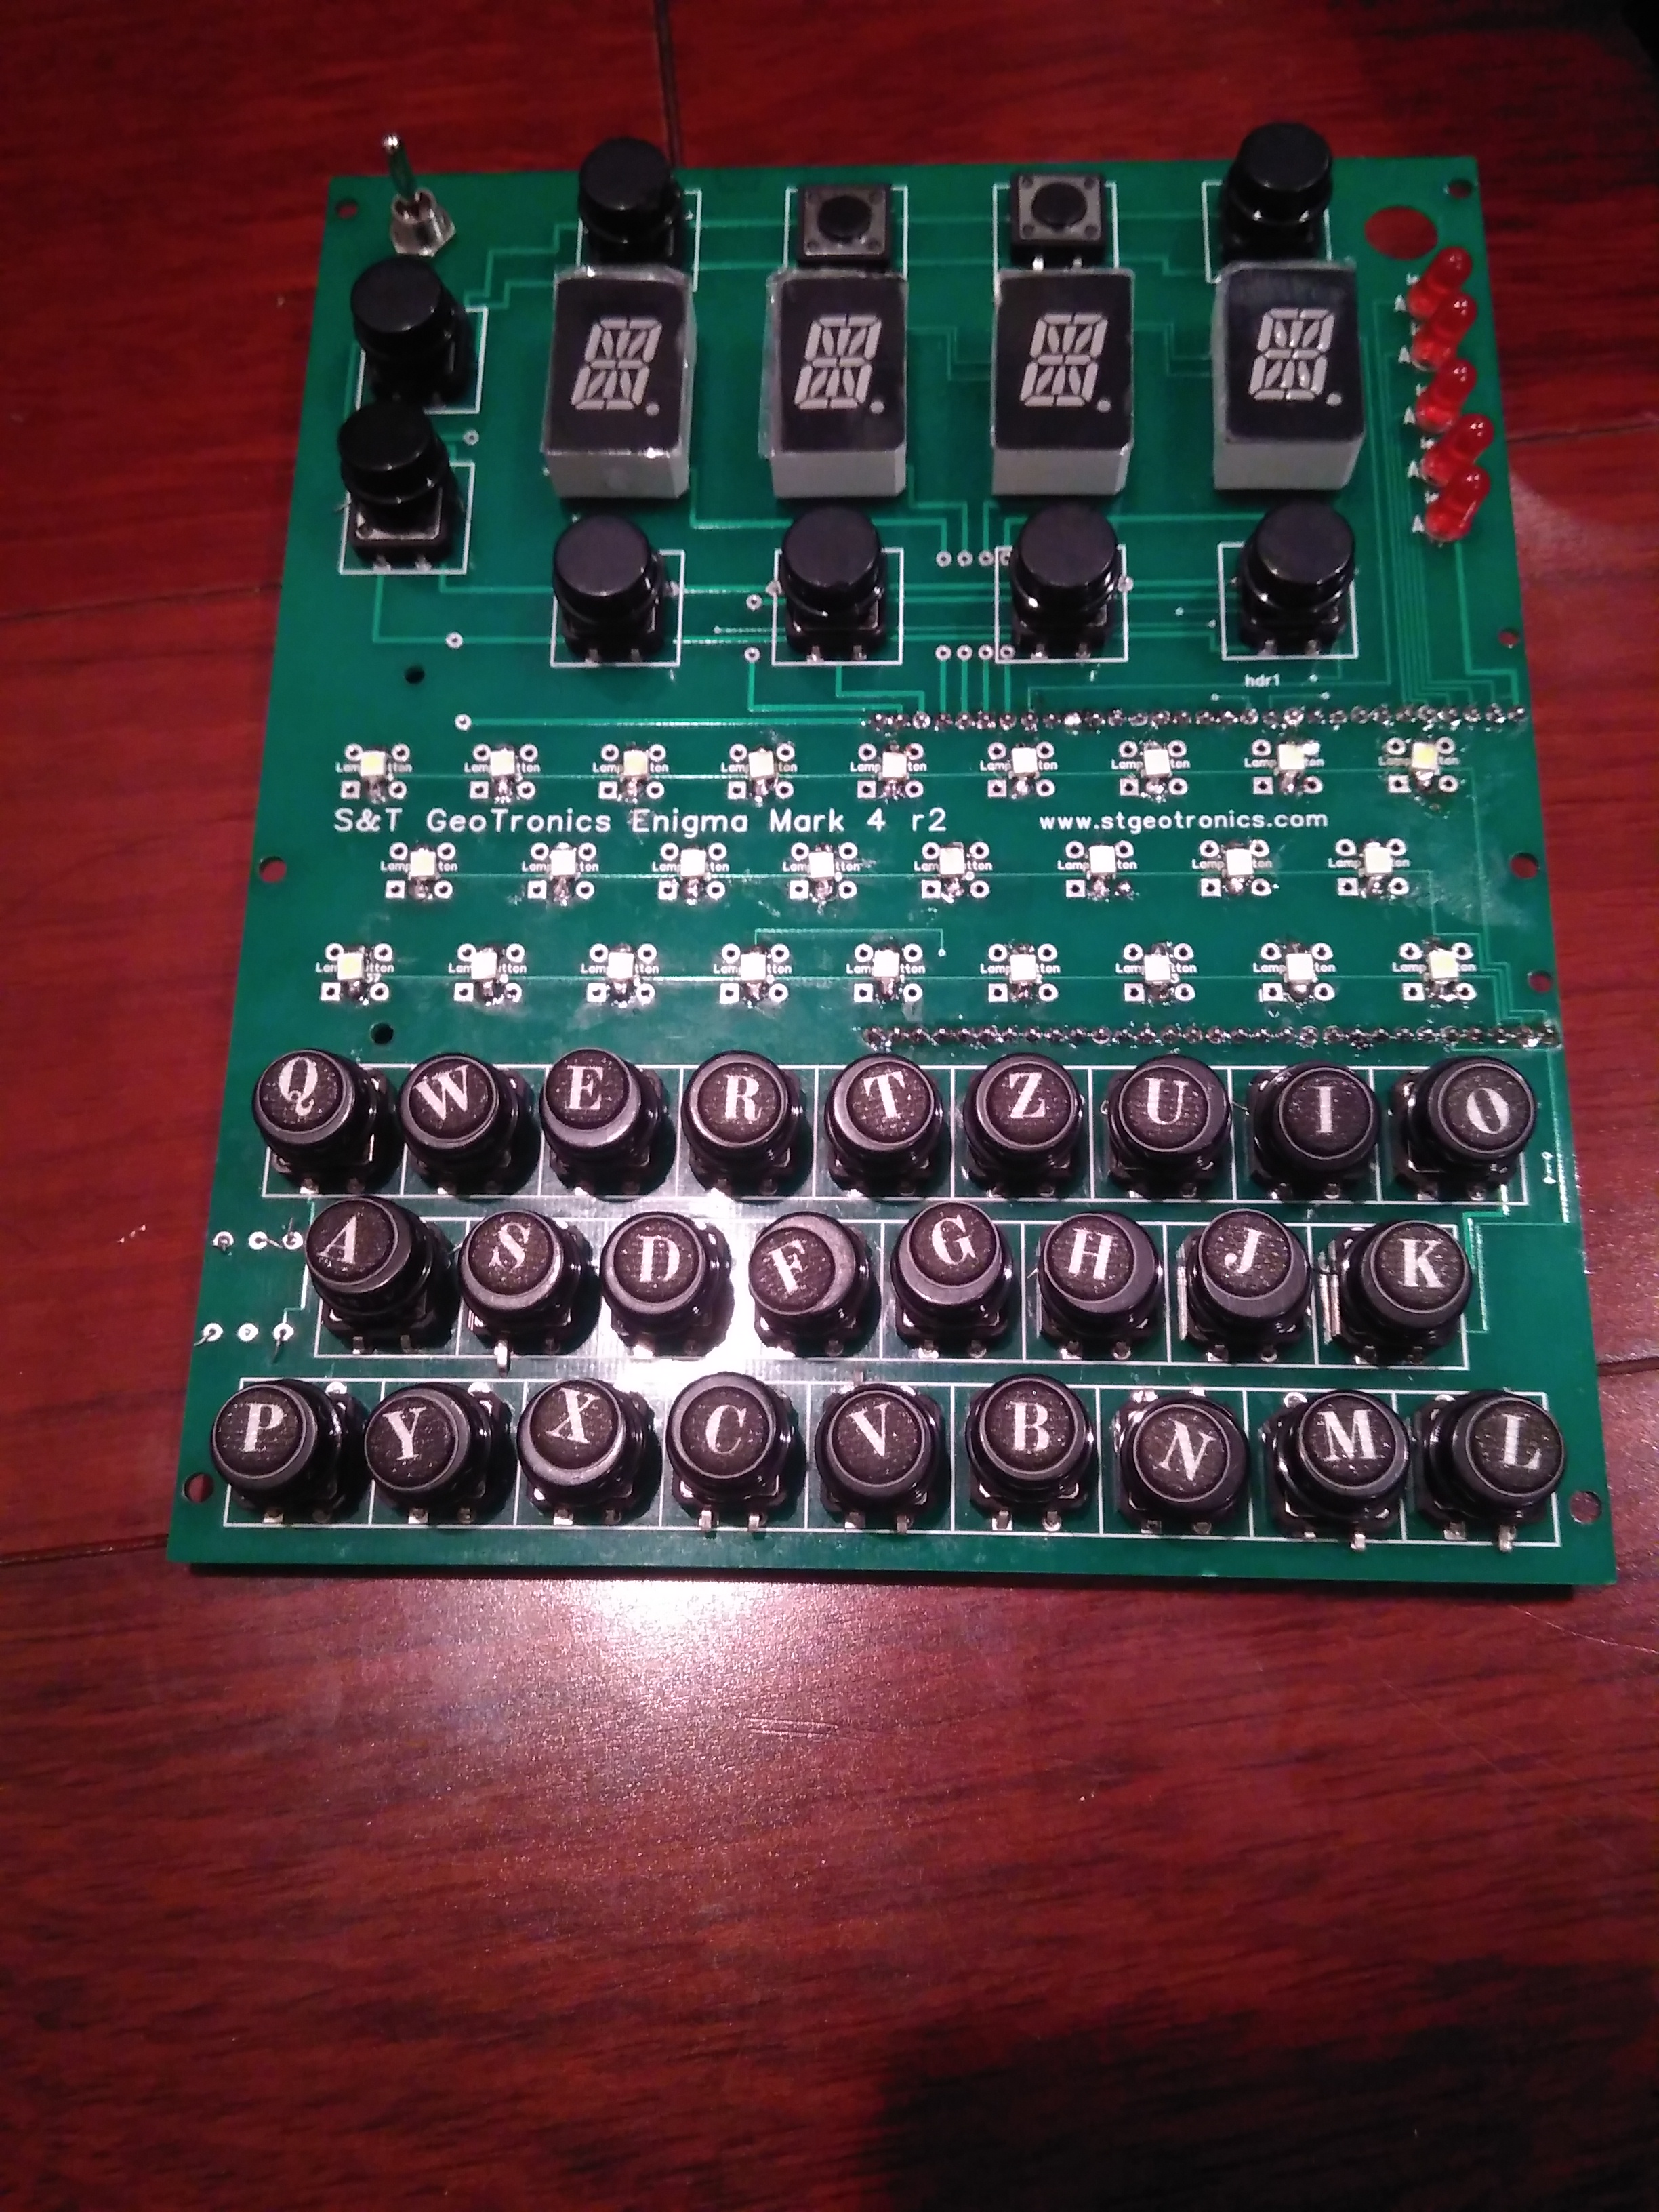 A
A
A
A
A
hdr1
S&T GeoTronics Enigma Mark 4 r2 www.stgeotronics.com
Q W E R T Z U I O
A S D F G H J K
P Y X C V B N M L